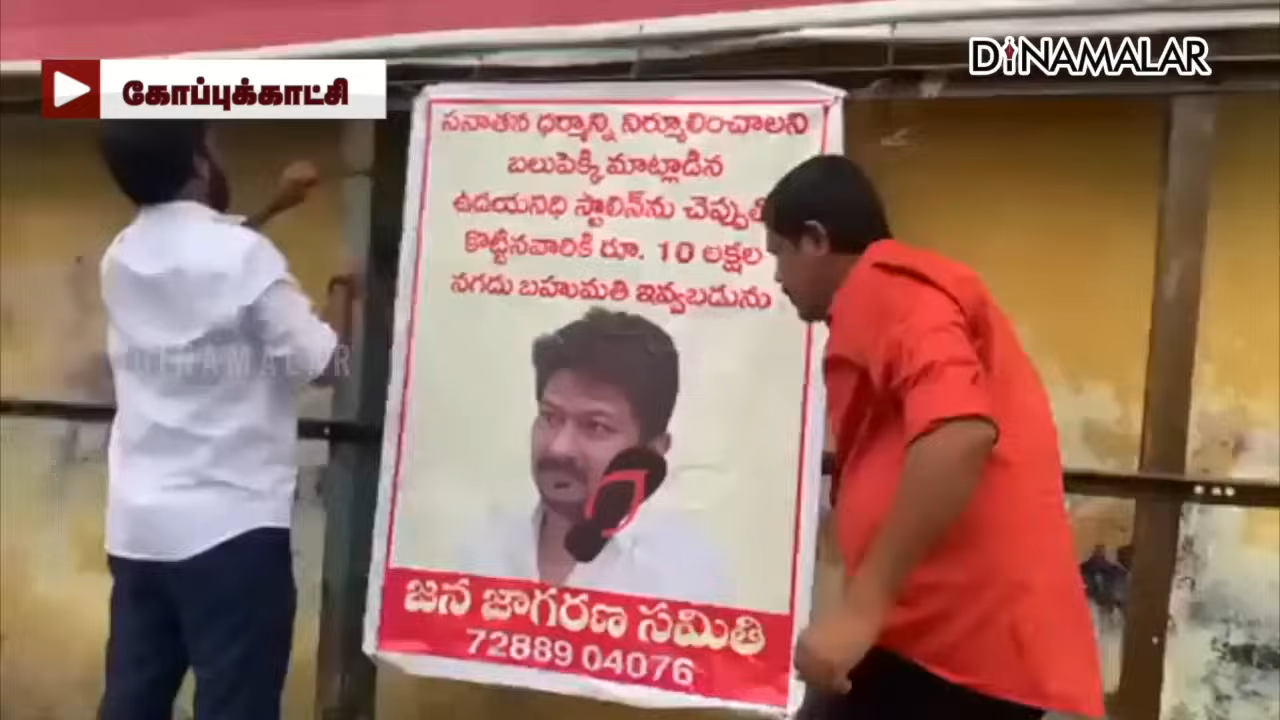 DINAMALAR
கோப்புக்காட்சி
సనాతన ధర్మాన్ని నిర్మూలించాలని
బలుపెక్కి మాట్లాడిన
ఉదయనిధి స్టాలిన్‌ను చెప్పుతో
కొట్టినవారికి రూ. 10 లక్షల
నగదు బహుమతి ఇవ్వబడును
DINAMALAR
జన జాగరణ సమితి
72889 04076